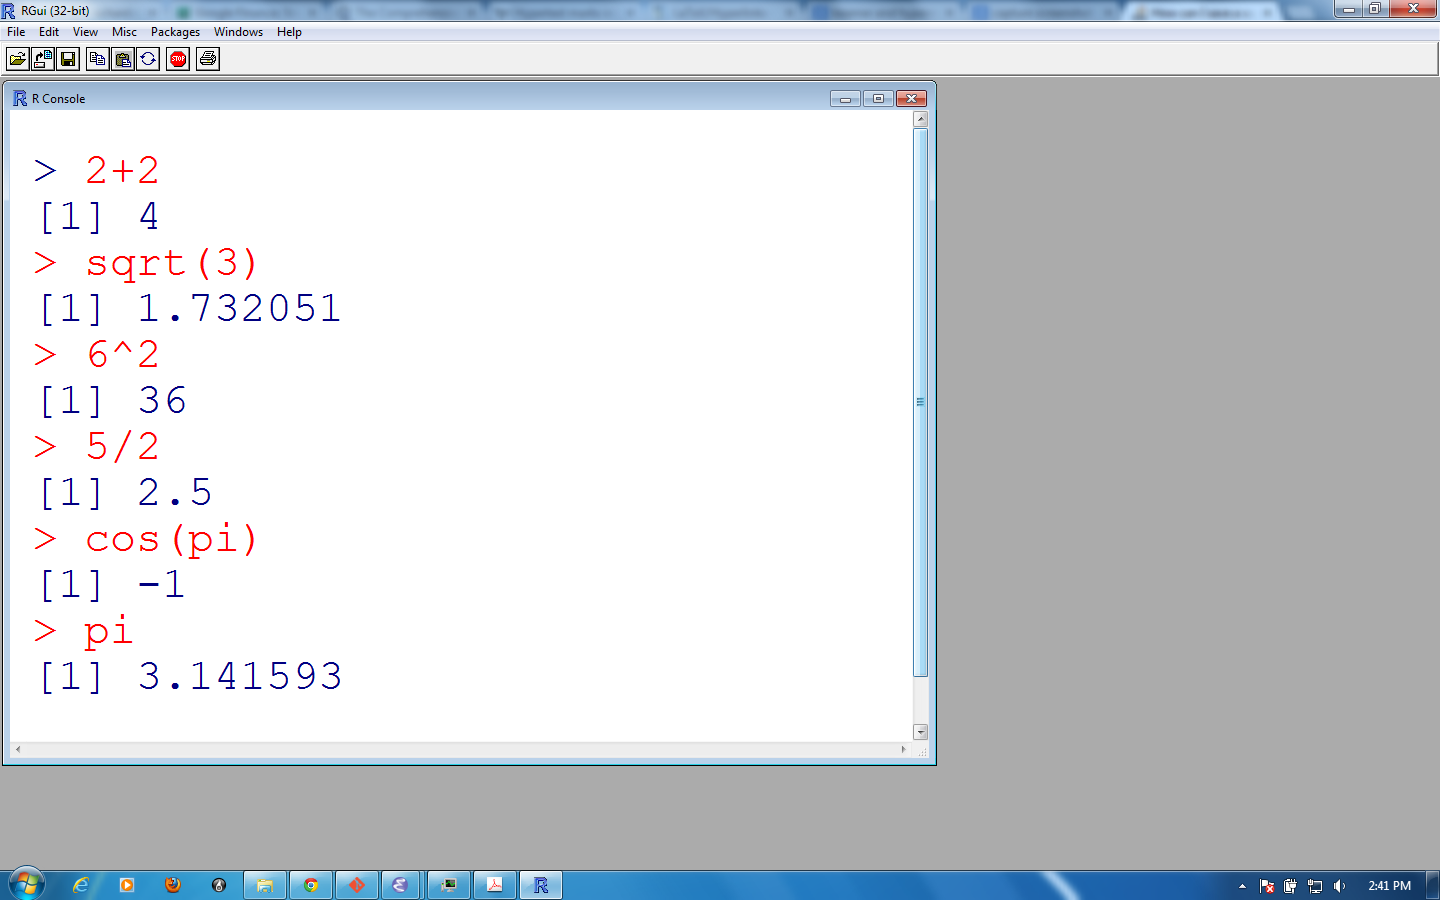 RGui (32-bit)
File Edit View Misc Packages Windows Help
STOP
R Console
> 2+2
[1] 4
> sqrt(3)
[1] 1.732051
> 6^2
[1] 36
> 5/2
[1] 2.5
> cos(pi)
[1] -1
> pi
[1] 3.141593
2:41 PM